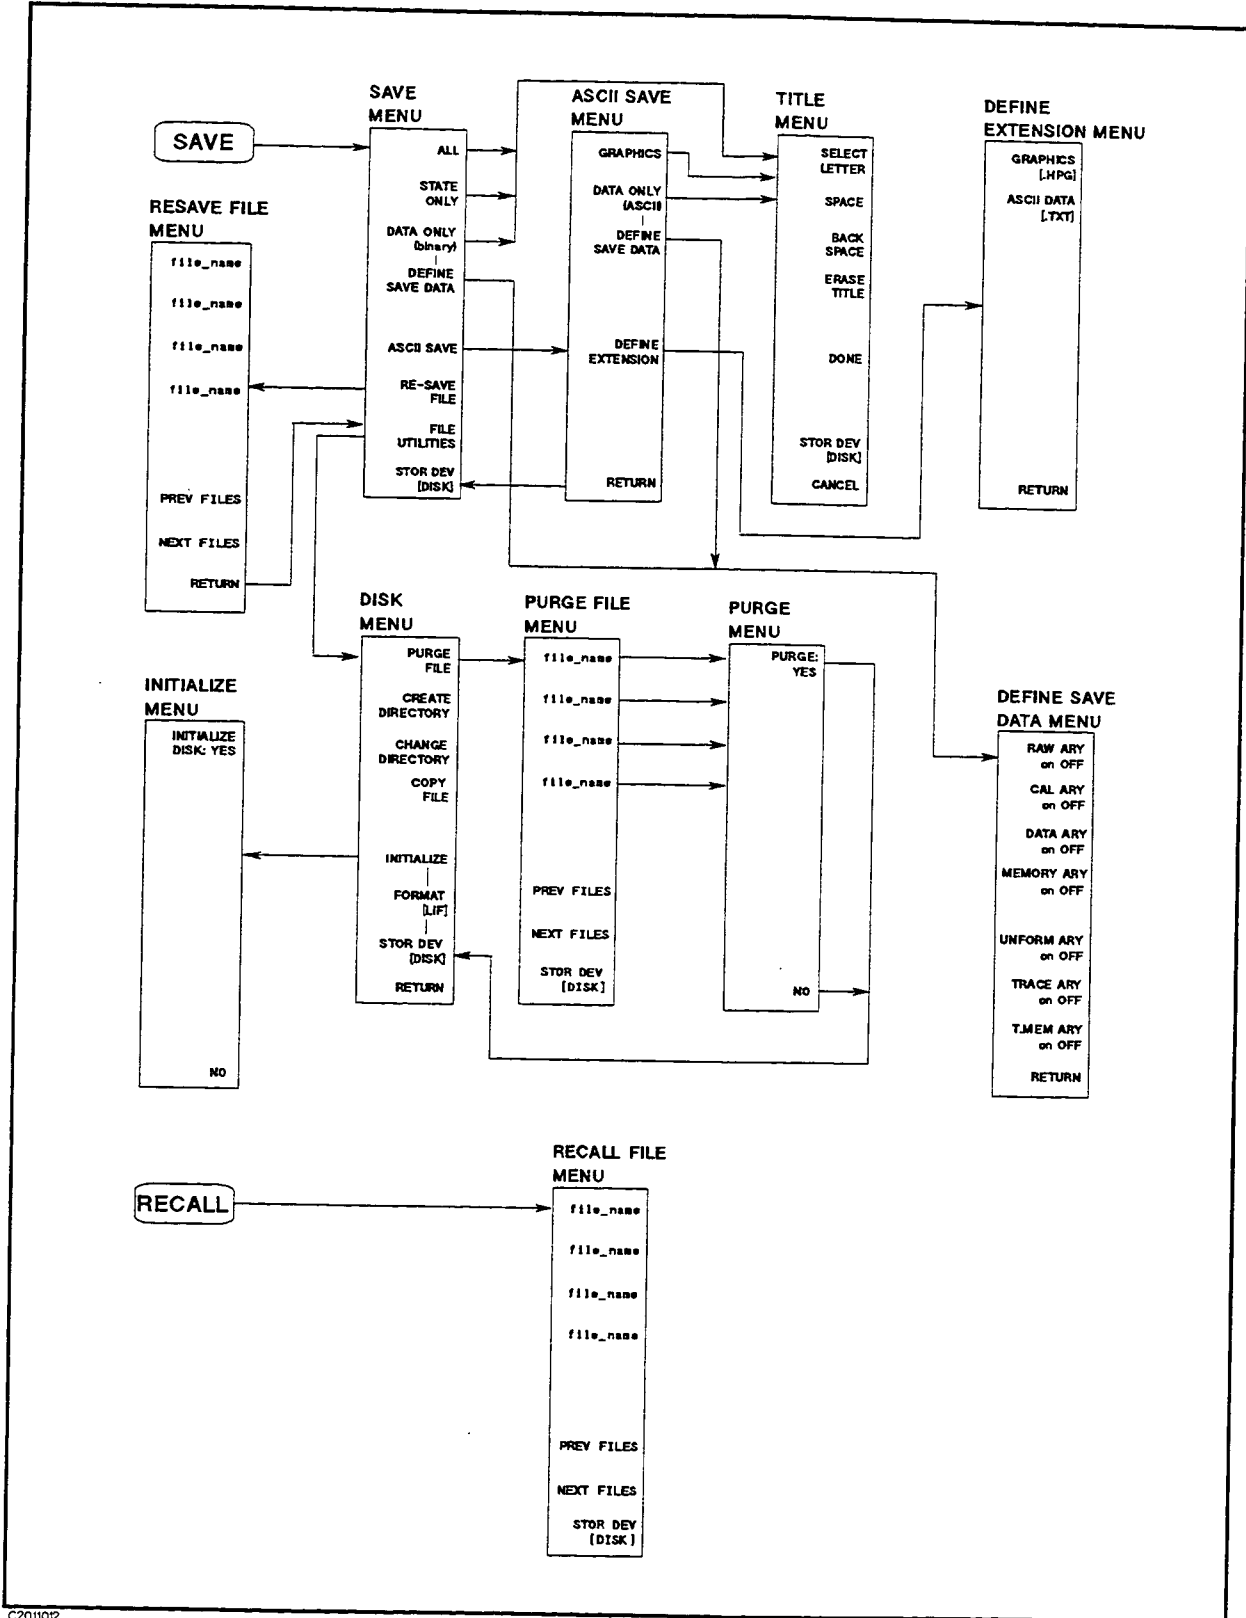 SAVE
SAVE
MENU
ALL
STATE
ONLY
DATA ONLY
(binary)
DEFINE
SAVE DATA
ASCII SAVE
RE-SAVE
FILE
FILE
UTILITIES
STOR DEV
[DISK]
ASCII SAVE
MENU
GRAPHICS
DATA ONLY
(ASCII)
DEFINE
SAVE DATA
DEFINE
EXTENSION
RETURN
TITLE
MENU
SELECT
LETTER
SPACE
BACK
SPACE
ERASE
TITLE
DONE
STOR DEV
[DISK]
CANCEL
DEFINE
EXTENSION MENU
GRAPHICS
[.HPG]
ASCII DATA
[.TXT]
RETURN
RESAVE FILE
MENU
file_name
file_name
file_name
file_name
PREV FILES
NEXT FILES
RETURN
DISK
MENU
PURGE
FILE
CREATE
DIRECTORY
CHANGE
DIRECTORY
COPY
FILE
INITIALIZE
FORMAT
[LIF]
STOR DEV
[DISK]
RETURN
PURGE FILE
MENU
file_name
file_name
file_name
file_name
PREV FILES
NEXT FILES
STOR DEV
[DISK]
PURGE
MENU
PURGE:
YES
NO
INITIALIZE
MENU
INITIALIZE
DISK: YES
NO
DEFINE SAVE
DATA MENU
RAW ARY
on OFF
CAL ARY
on OFF
DATA ARY
on OFF
MEMORY ARY
on OFF
UNFORM ARY
on OFF
TRACE ARY
on OFF
T.MEM ARY
on OFF
RETURN
RECALL
RECALL FILE
MENU
file_name
file_name
file_name
file_name
PREV FILES
NEXT FILES
STOR DEV
[DISK]
C2011012